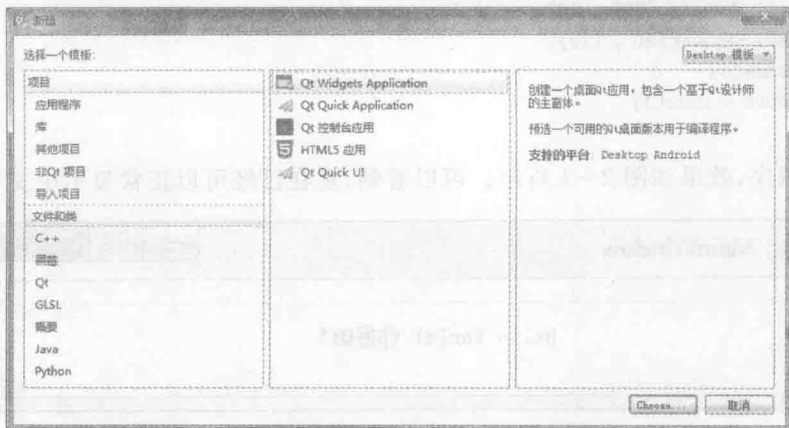 新建
选择一个模板:
Desktop 模板
项目
应用程序
库
其他项目
非Qt 项目
导入项目
文件和类
C++
Qt
GLSL
概要
Java
Python
Qt Widgets Application
Qt Quick Application
Qt 控制台应用
HTML5 应用
Qt Quick UI
创建一个桌面Qt应用，包含一个基于Qt设计师
的主窗体。
预选一个可用的Qt桌面版本用于编译程序。
支持的平台: Desktop Android
Choose...
取消